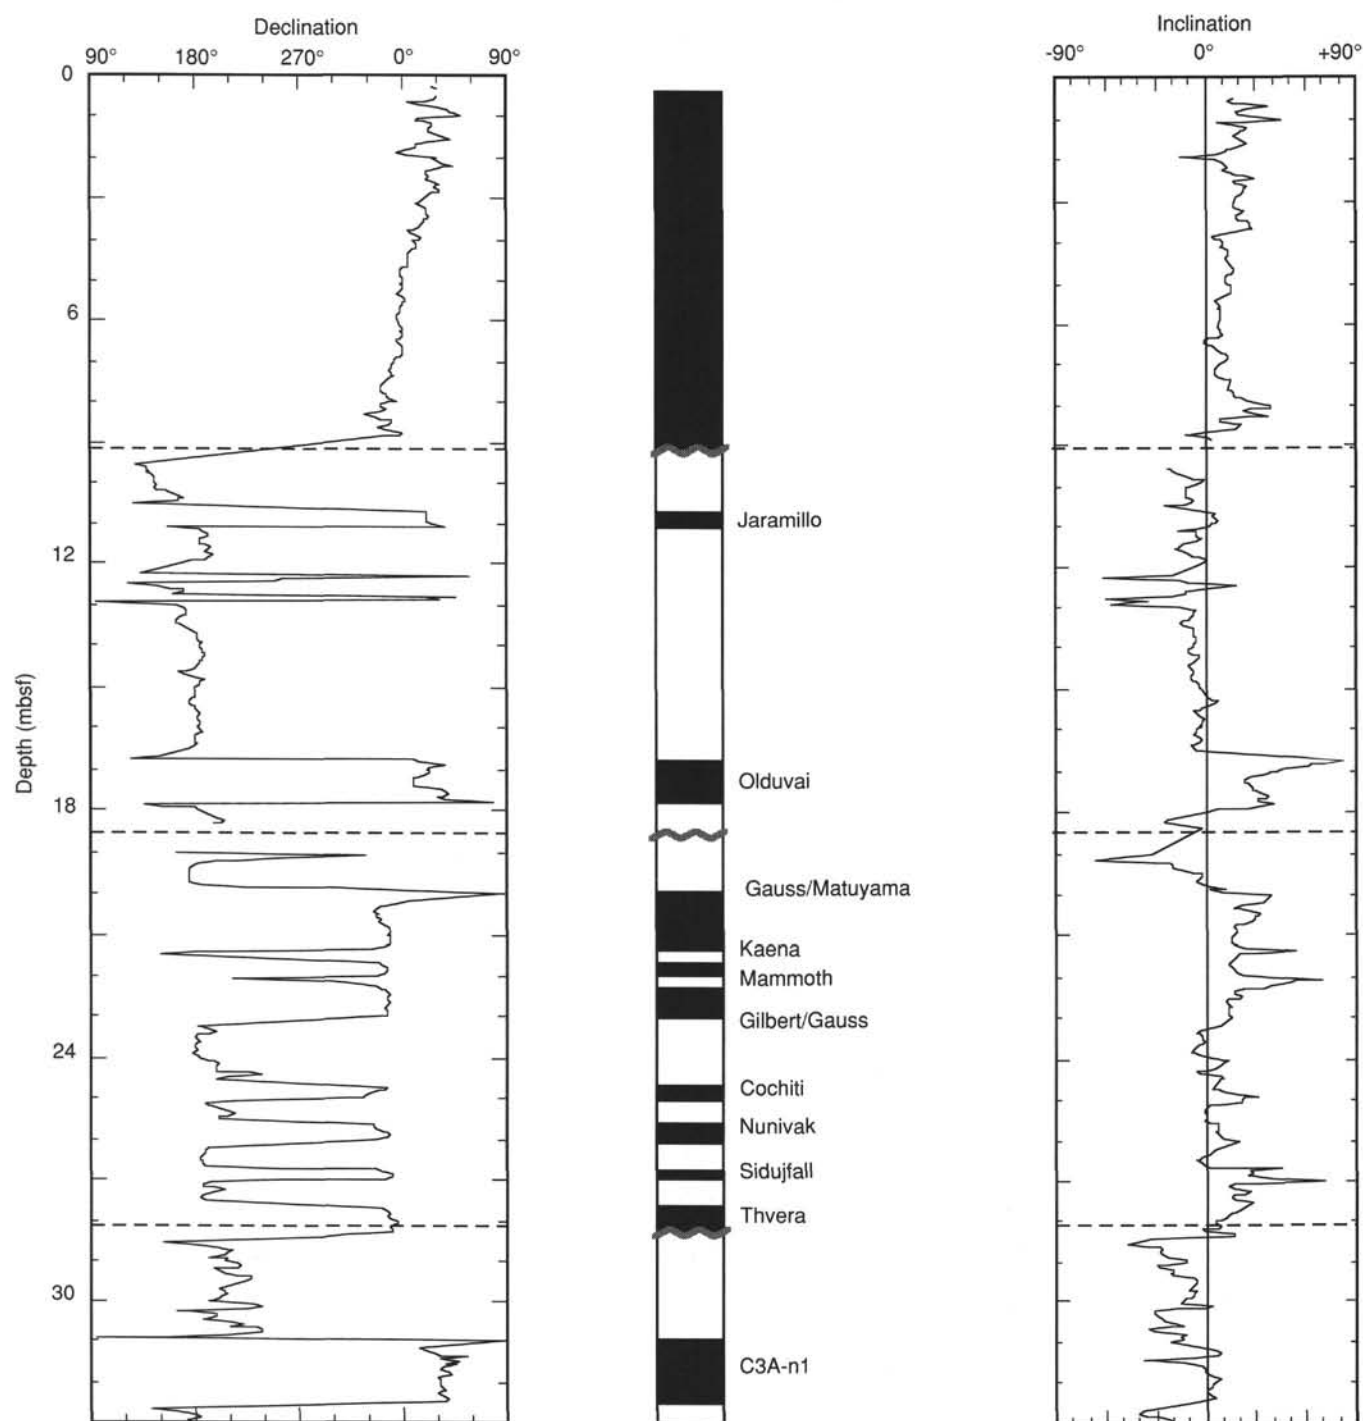 Declination
90° 180° 270° 0° 90°
Inclination
-90° 0° +90°
0
6
12
18
24
30
Depth (mbsf)
Jaramillo
Olduvai
Gauss/Matuyama
Kaena
Mammoth
Gilbert/Gauss
Cochiti
Nunivak
Sidujfall
Thvera
C3A-n1